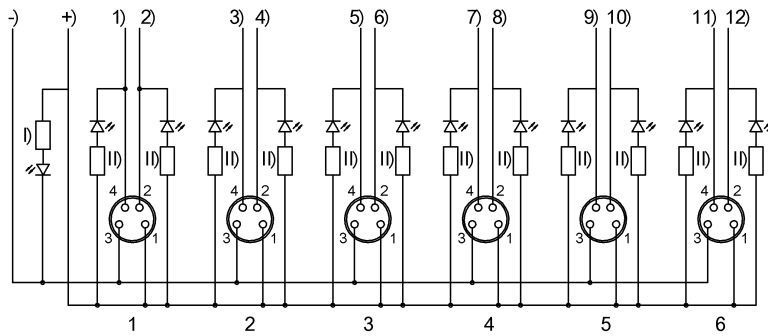 -) +) 1) 2) 3) 4) 5) 6) 7) 8) 9) 10) 11) 12)
I) II) II) II) II) II) II) II) II) II) II) II) II)
4 2 4 2 4 2 4 2 4 2 4 2
3 1 3 1 3 1 3 1 3 1 3 1
1 2 3 4 5 6